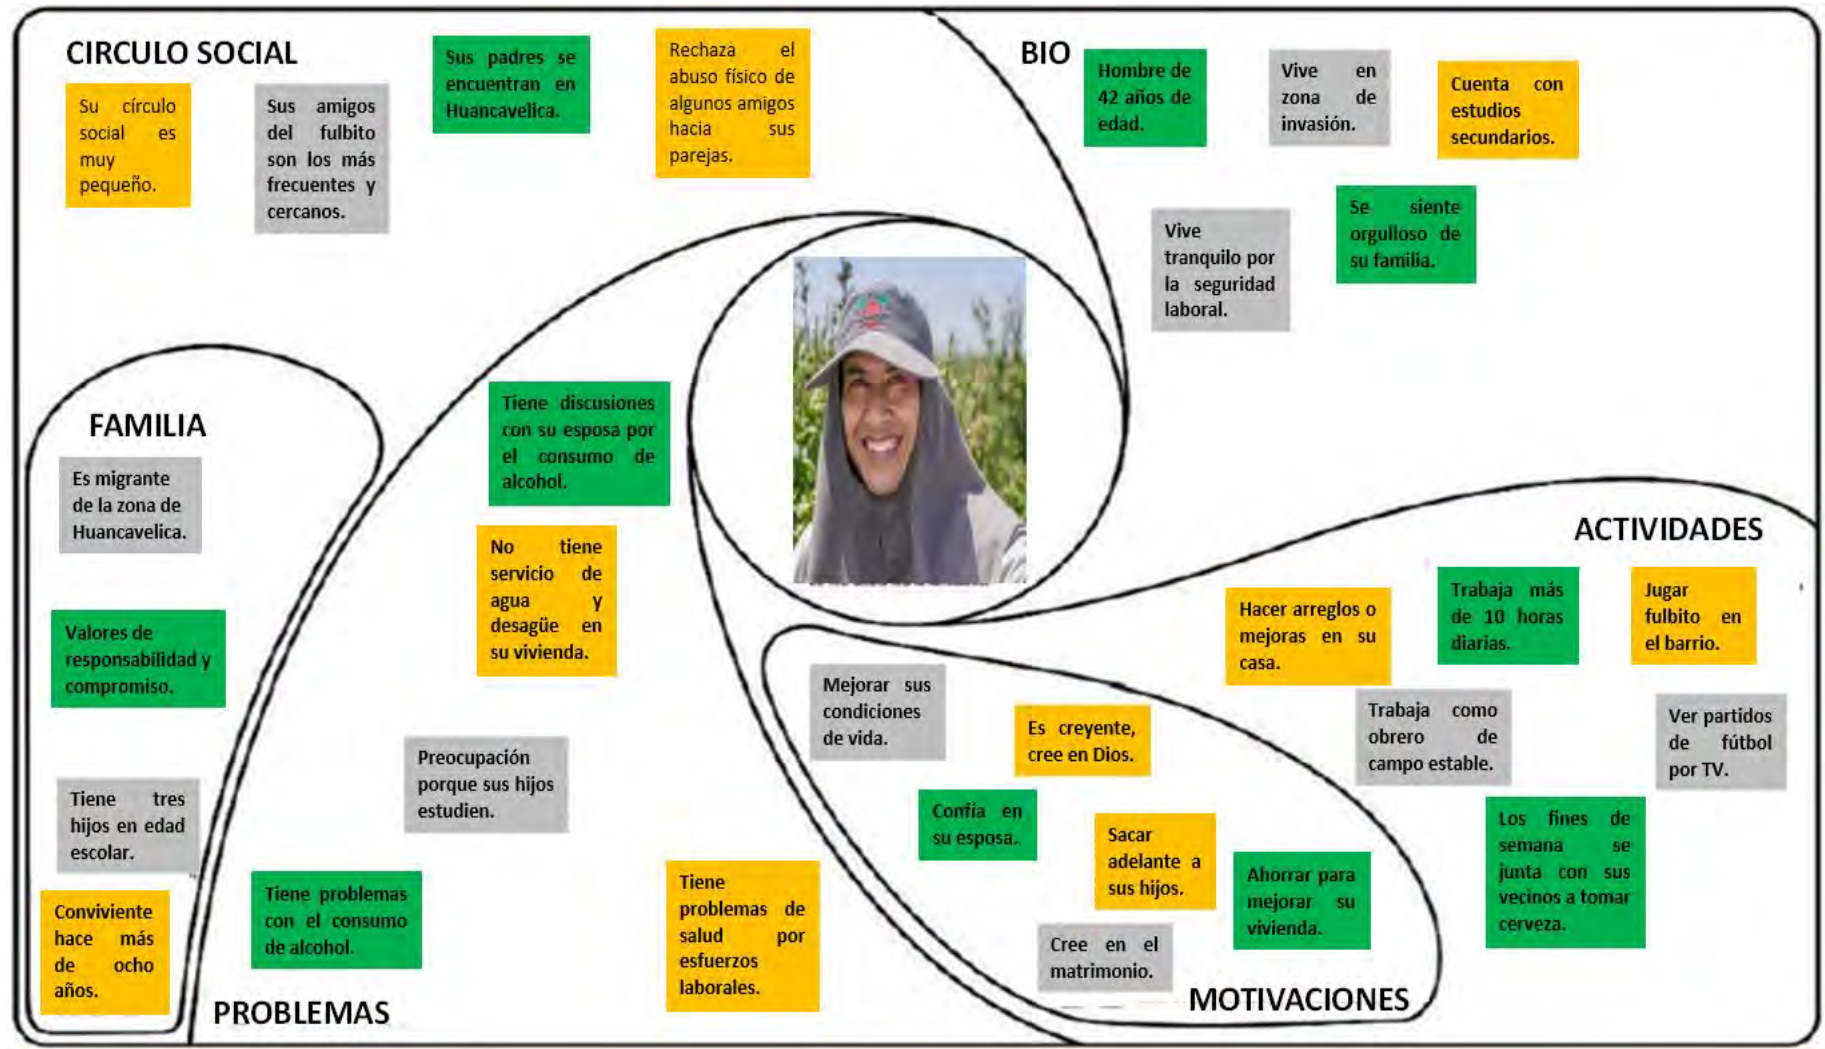 CIRCULO SOCIAL
Su círculo
social es
muy
pequeño.
Sus amigos
del fulbito
son los más
frecuentes y
cercanos.
Sus padres se
encuentran en
Huancavelica.
Rechaza el
abuso físico de
algunos amigos
hacia sus
parejas.
BIO
Hombre de
42 años de
edad.
Vive en
zona de
invasión.
Cuenta con
estudios
secundarios.
Vive
tranquilo por
la seguridad
laboral.
Se siente
orgulloso de
su familia.
FAMILIA
Es migrante
de la zona de
Huancavelica.
Valores de
responsabilidad y
compromiso.
Tiene tres
hijos en edad
escolar.
Conviviente
hace más
de ocho
años.
Tiene discusiones
con su esposa por
el consumo de
alcohol.
No tiene
servicio de
agua y
desagüe en
su vivienda.
Preocupación
porque sus hijos
estudien.
Tiene problemas
con el consumo
de alcohol.
Tiene
problemas de
salud por
esfuerzos
laborales.
PROBLEMAS
Mejorar sus
condiciones
de vida.
Es creyente,
cree en Dios.
Confía en
su esposa.
Sacar
adelante a
sus hijos.
Ahorrar para
mejorar su
vivienda.
Cree en el
matrimonio.
MOTIVACIONES
ACTIVIDADES
Hacer arreglos o
mejoras en su
casa.
Trabaja más
de 10 horas
diarias.
Jugar
fulbito en
el barrio.
Trabaja como
obrero de
campo estable.
Ver partidos
de fútbol
por TV.
Los fines de
semana se
junta con sus
vecinos a tomar
cerveza.